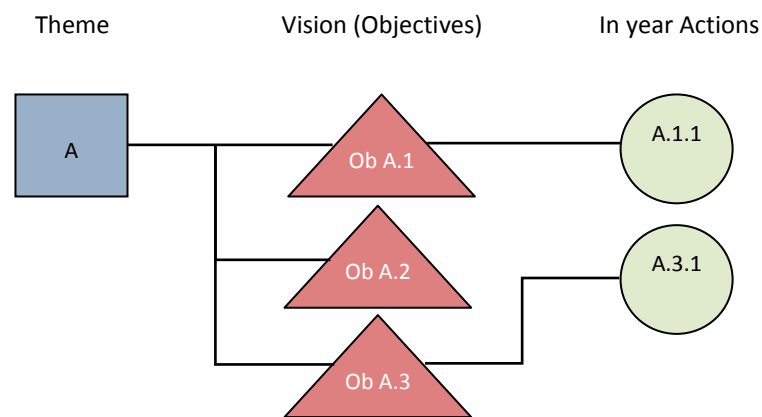 Theme
Vision (Objectives)
In year Actions
A
Ob A.1
A.1.1
Ob A.2
A.3.1
Ob A.3